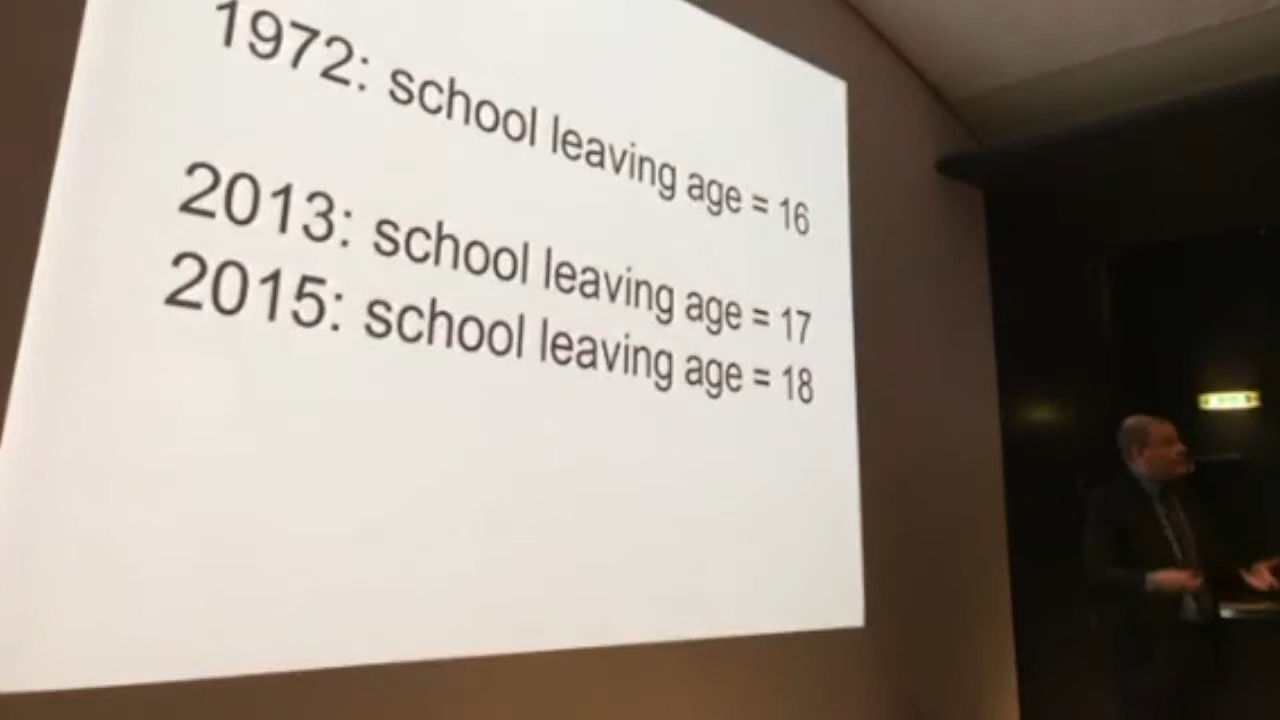 1972: school leaving age = 16
2013: school leaving age = 17
2015: school leaving age = 18